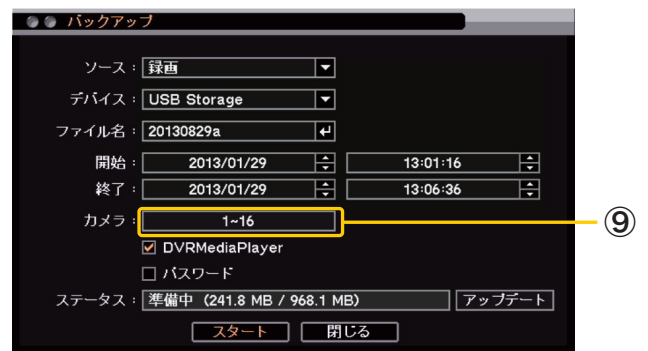 バックアップ
ソース : 録画
デバイス : USB Storage
ファイル名 : 20130829a
開始 : 2013/01/29 13:01:16
終了 : 2013/01/29 13:06:36
カメラ : 1~16 ⑨
DVRMediaPlayer
パスワード
ステータス : 準備中 (241.8 MB / 968.1 MB) アップデート
スタート 閉じる